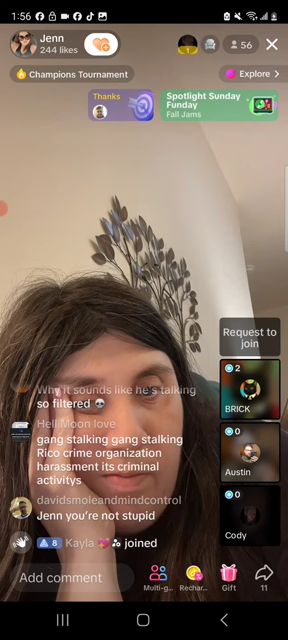 1:56
Jenn
244 likes
1
56
Champions Tournament
Explore >
Thanks
Spotlight Sunday
Funday
Fall Jams
Request to
join
2
BRICK
0
Austin
0
Cody
Why it sounds like he's talking
so filtered 💀
Hell Moon love
gang stalking gang stalking
Rico crime organization
harassment its criminal
activitys
davidsmoleandmindcontrol
Jenn you're not stupid
8 Kayla 💝 joined
Add comment
Multi-g...
Rechar...
Gift
11